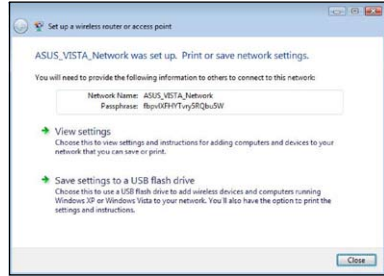 Set up a wireless router or access point
ASUS_VISTA_Network was set up. Print or save network settings.
You will need to provide the following information to others to connect to this network:
Network Name: ASUS_VISTA_Network
Passphrase: fbpvIXFHYTvry5RQbu5W
View settings
Choose this to view settings and instructions for adding computers and devices to your
network that you can save or print.
Save settings to a USB flash drive
Choose this to use a USB flash drive to add wireless devices and computers running
Windows XP or Windows Vista to your network. You'll also have the option to print the
settings and instructions.
Close